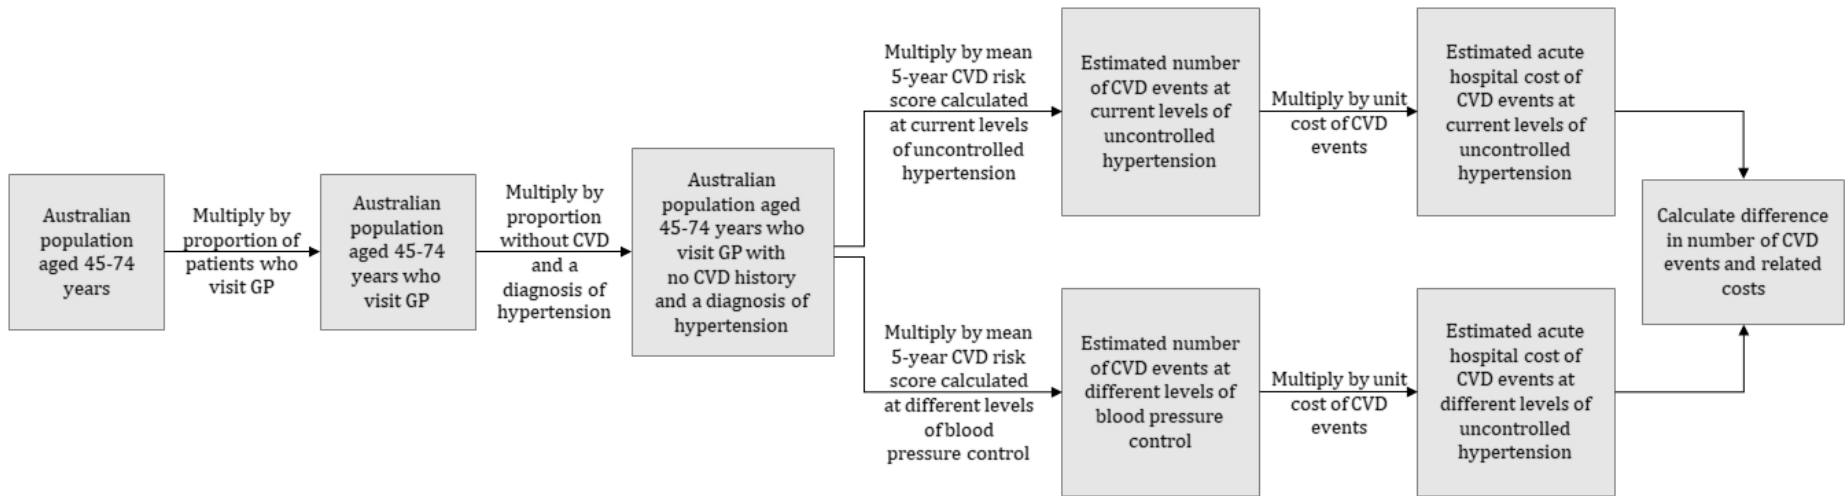 Australian
population
aged 45-74
years
Multiply by
proportion of
patients who
visit GP
Australian
population
aged 45-74
years who
visit GP
Multiply by
proportion
without CVD
and a
diagnosis of
hypertension
Australian
population aged
45-74 years who
visit GP with
no CVD history
and a diagnosis of
hypertension
Multiply by mean
5-year CVD risk
score calculated
at current levels
of uncontrolled
hypertension
Estimated number
of CVD events at
current levels of
uncontrolled
hypertension
Multiply by unit
cost of CVD
events
Estimated acute
hospital cost of
CVD events at
current levels of
uncontrolled
hypertension
Multiply by mean
5-year CVD risk
score calculated
at different levels
of blood
pressure control
Estimated number
of CVD events at
different levels of
blood pressure
control
Multiply by unit
cost of CVD
events
Estimated acute
hospital cost of
CVD events at
different levels of
uncontrolled
hypertension
Calculate difference
in number of CVD
events and related
costs